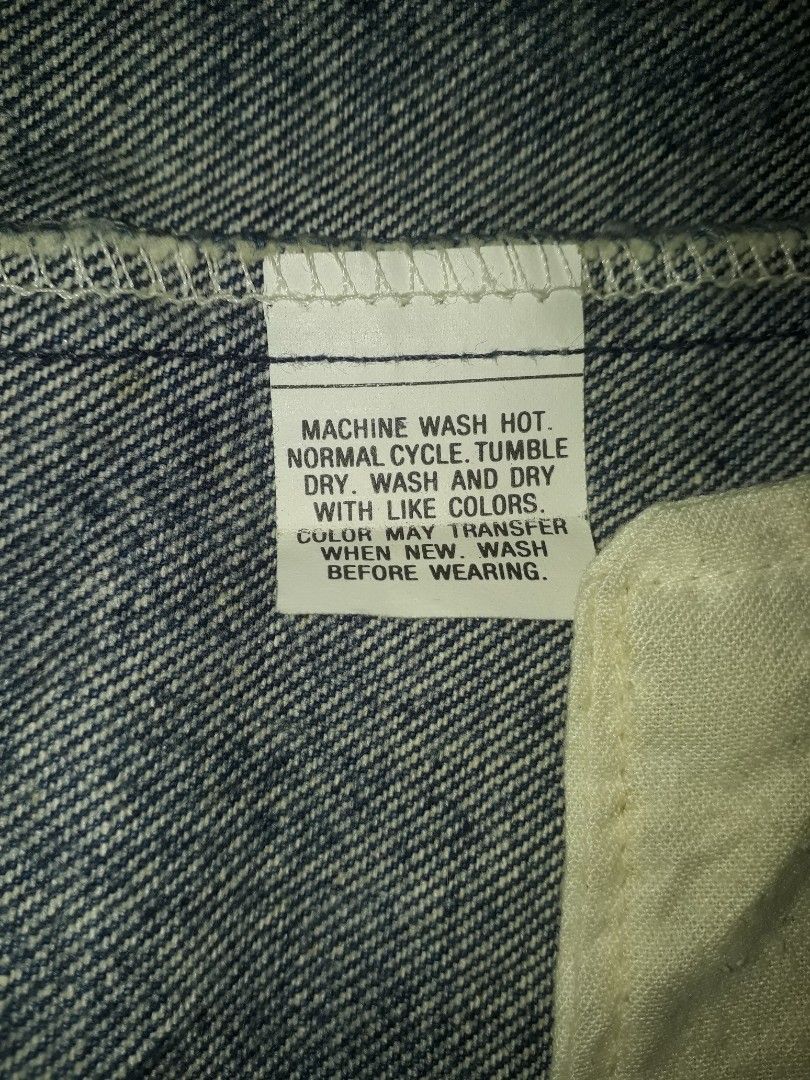 MACHINE WASH HOT.
NORMAL CYCLE. TUMBLE
DRY. WASH AND DRY
WITH LIKE COLORS.
COLOR MAY TRANSFER
WHEN NEW. WASH
BEFORE WEARING.